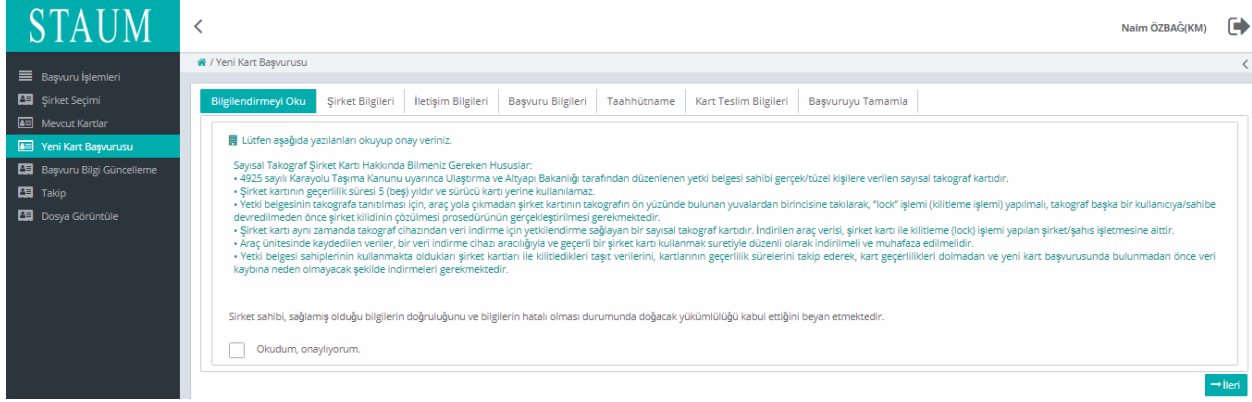 STAUM
Naim ÖZBAĞ(KM)
/ Yeni Kart Başvurusu
Başvuru İşlemleri
Şirket Seçimi
Mevcut Kartlar
Yeni Kart Başvurusu
Başvuru Bilgi Güncelleme
Takip
Dosya Görüntüle
Bilgilendirmeyi Oku Şirket Bilgileri İletişim Bilgileri Başvuru Bilgileri Taahhütname Kart Teslim Bilgileri Başvuruyu Tamamla
Lütfen aşağıda yazılanları okuyup onay veriniz.
Sayısal Takograf Şirket Kartı Hakkında Bilmeniz Gereken Hususlar:
• 4925 sayılı Karayolu Taşıma Kanunu uyarınca Ulaştırma ve Altyapı Bakanlığı tarafından düzenlenen yetki belgesi sahibi gerçek/tüzel kişilere verilen sayısal takograf kartıdır.
• Şirket kartının geçerlilik süresi 5 (beş) yıldır ve sürücü kartı yerine kullanılamaz.
• Yetki belgesinin takografa tanıtılması için, araç yola çıkmadan şirket kartının takografın ön yüzünde bulunan yuvalardan birincisine takılarak, "lock" işlemi (kilitleme işlemi) yapılmalı, takograf başka bir kullanıcıya/sahibe
devredilmeden önce şirket kilidinin çözülmesi prosedürünün gerçekleştirilmesi gerekmektedir.
• Şirket kartı aynı zamanda takograf cihazından veri indirme için yetkilendirme sağlayan bir sayısal takograf kartıdır. İndirilen araç verisi, şirket kartı ile kilitleme (lock) işlemi yapılan şirket/şahıs işletmesine aittir.
• Araç ünitesinde kaydedilen veriler, bir veri indirme cihazı aracılığıyla ve geçerli bir şirket kartı kullanmak suretiyle düzenli olarak indirilmeli ve muhafaza edilmelidir.
• Yetki belgesi sahiplerinin kullanmakta oldukları şirket kartları ile kilitledikleri taşıt verilerini, kartlarının geçerlilik sürelerini takip ederek, kart geçerlilikleri dolmadan ve yeni kart başvurusunda bulunmadan önce veri
kaybına neden olmayacak şekilde indirmeleri gerekmektedir.
Sirket sahibi, sağlamış olduğu bilgilerin doğruluğunu ve bilgilerin hatalı olması durumunda doğacak yükümlülüğü kabul ettiğini beyan etmektedir.
Okudum, onaylıyorum.
İleri